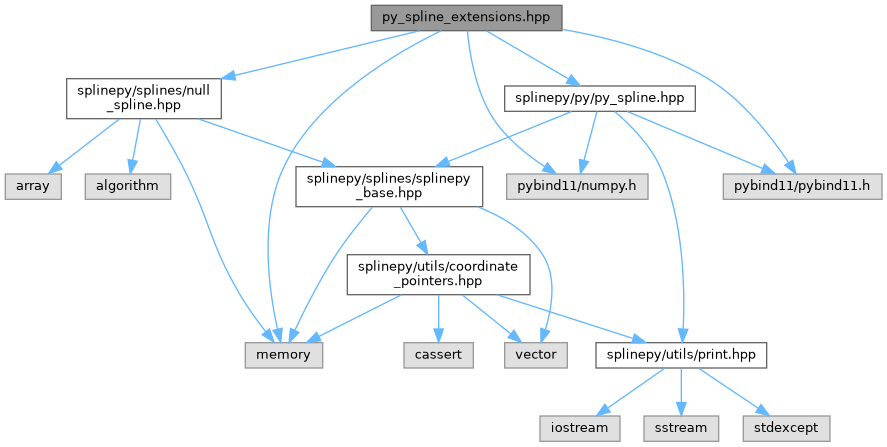 py_spline_extensions.hpp
splinepy/splines/null
_spline.hpp
splinepy/py/py_spline.hpp
array
algorithm
splinepy/splines/splinepy
_base.hpp
pybind11/numpy.h
pybind11/pybind11.h
splinepy/utils/coordinate
_pointers.hpp
memory
cassert
vector
splinepy/utils/print.hpp
iostream
sstream
stdexcept